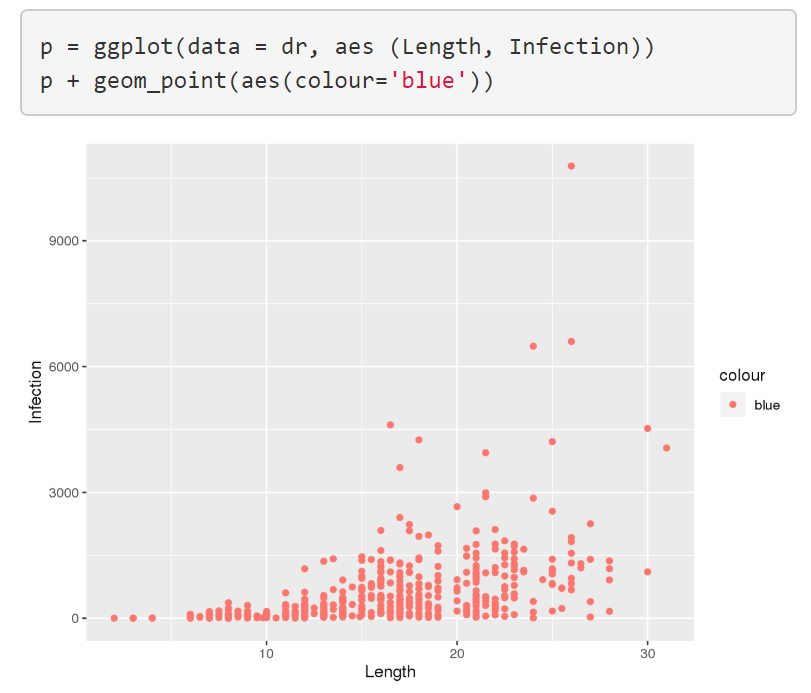 p = ggplot(data = dr, aes (Length, Infection))
p + geom_point(aes(colour='blue'))
9000
6000
3000
0
Infection
10
20
30
Length
colour
blue